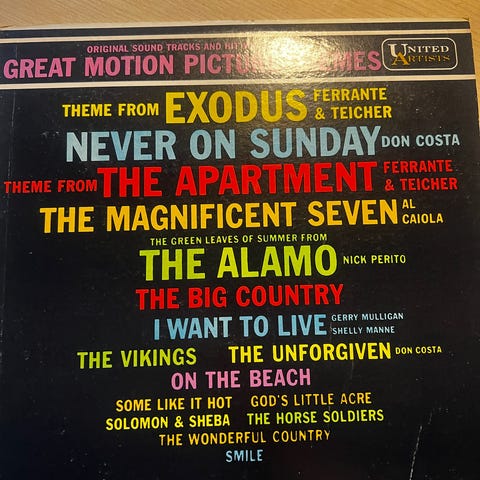 ORIGINAL SOUND TRACKS AND HIT
GREAT MOTION PICTURE THEMES
UNITED
ARTISTS
THEME FROM EXODUS FERRANTE & TEICHER
NEVER ON SUNDAY DON COSTA
THEME FROM THE APARTMENT FERRANTE & TEICHER
THE MAGNIFICENT SEVEN AL CAIOLA
THE GREEN LEAVES OF SUMMER FROM
THE ALAMO NICK PERITO
THE BIG COUNTRY
I WANT TO LIVE GERRY MULLIGAN SHELLY MANNE
THE VIKINGS THE UNFORGIVEN DON COSTA
ON THE BEACH
SOME LIKE IT HOT GOD'S LITTLE ACRE
SOLOMON & SHEBA THE HORSE SOLDIERS
THE WONDERFUL COUNTRY
SMILE